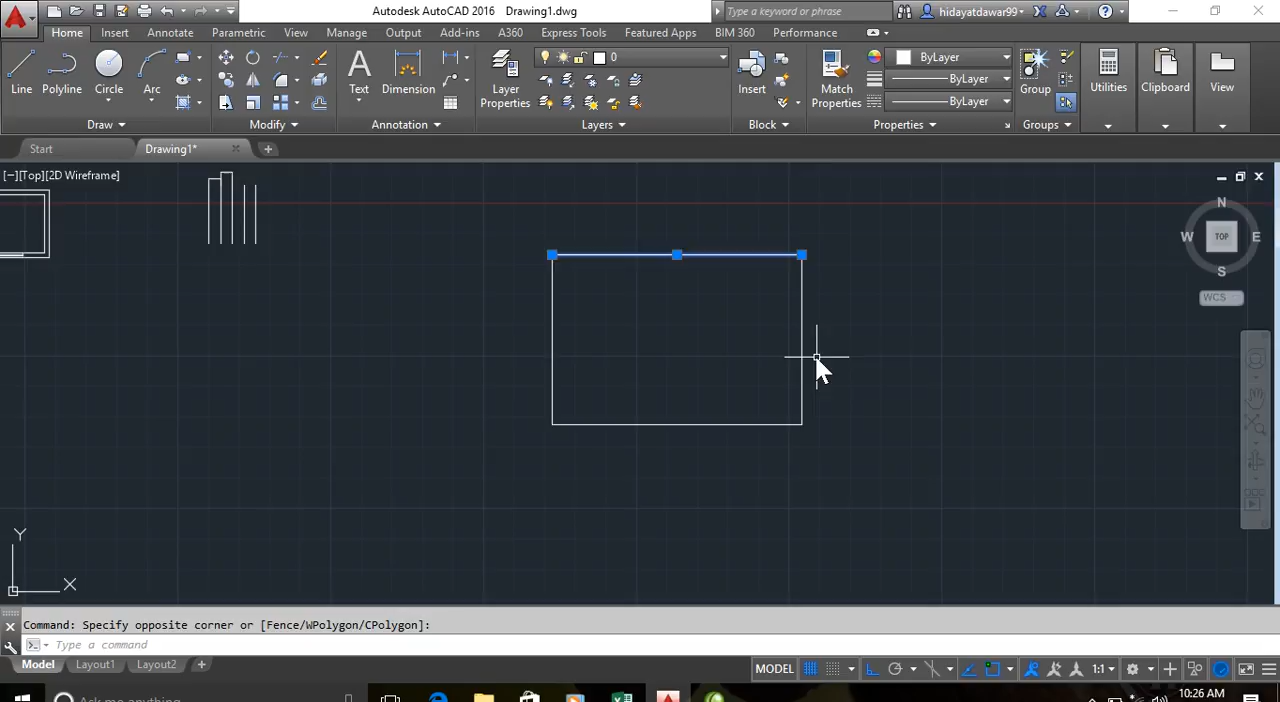 Autodesk AutoCAD 2016 Drawing1.dwg
Type a keyword or phrase
hidayatdawar99
Home Insert Annotate Parametric View Manage Output Add-ins A360 Express Tools Featured Apps BIM 360 Performance
Line Polyline Circle Arc
Draw
Modify
Text Dimension
Annotation
Layer Properties
0
Layers
Insert
Block
Match Properties
ByLayer
ByLayer
ByLayer
Properties
Group
Groups
Utilities
Clipboard
View
Start Drawing1*
[−][Top][2D Wireframe]
N
W TOP E
S
WCS
Y
X
Command: Specify opposite corner or [Fence/WPolygon/CPolygon]:
Type a command
Model Layout1 Layout2
MODEL 1:1
Ask me anything
10:26 AM